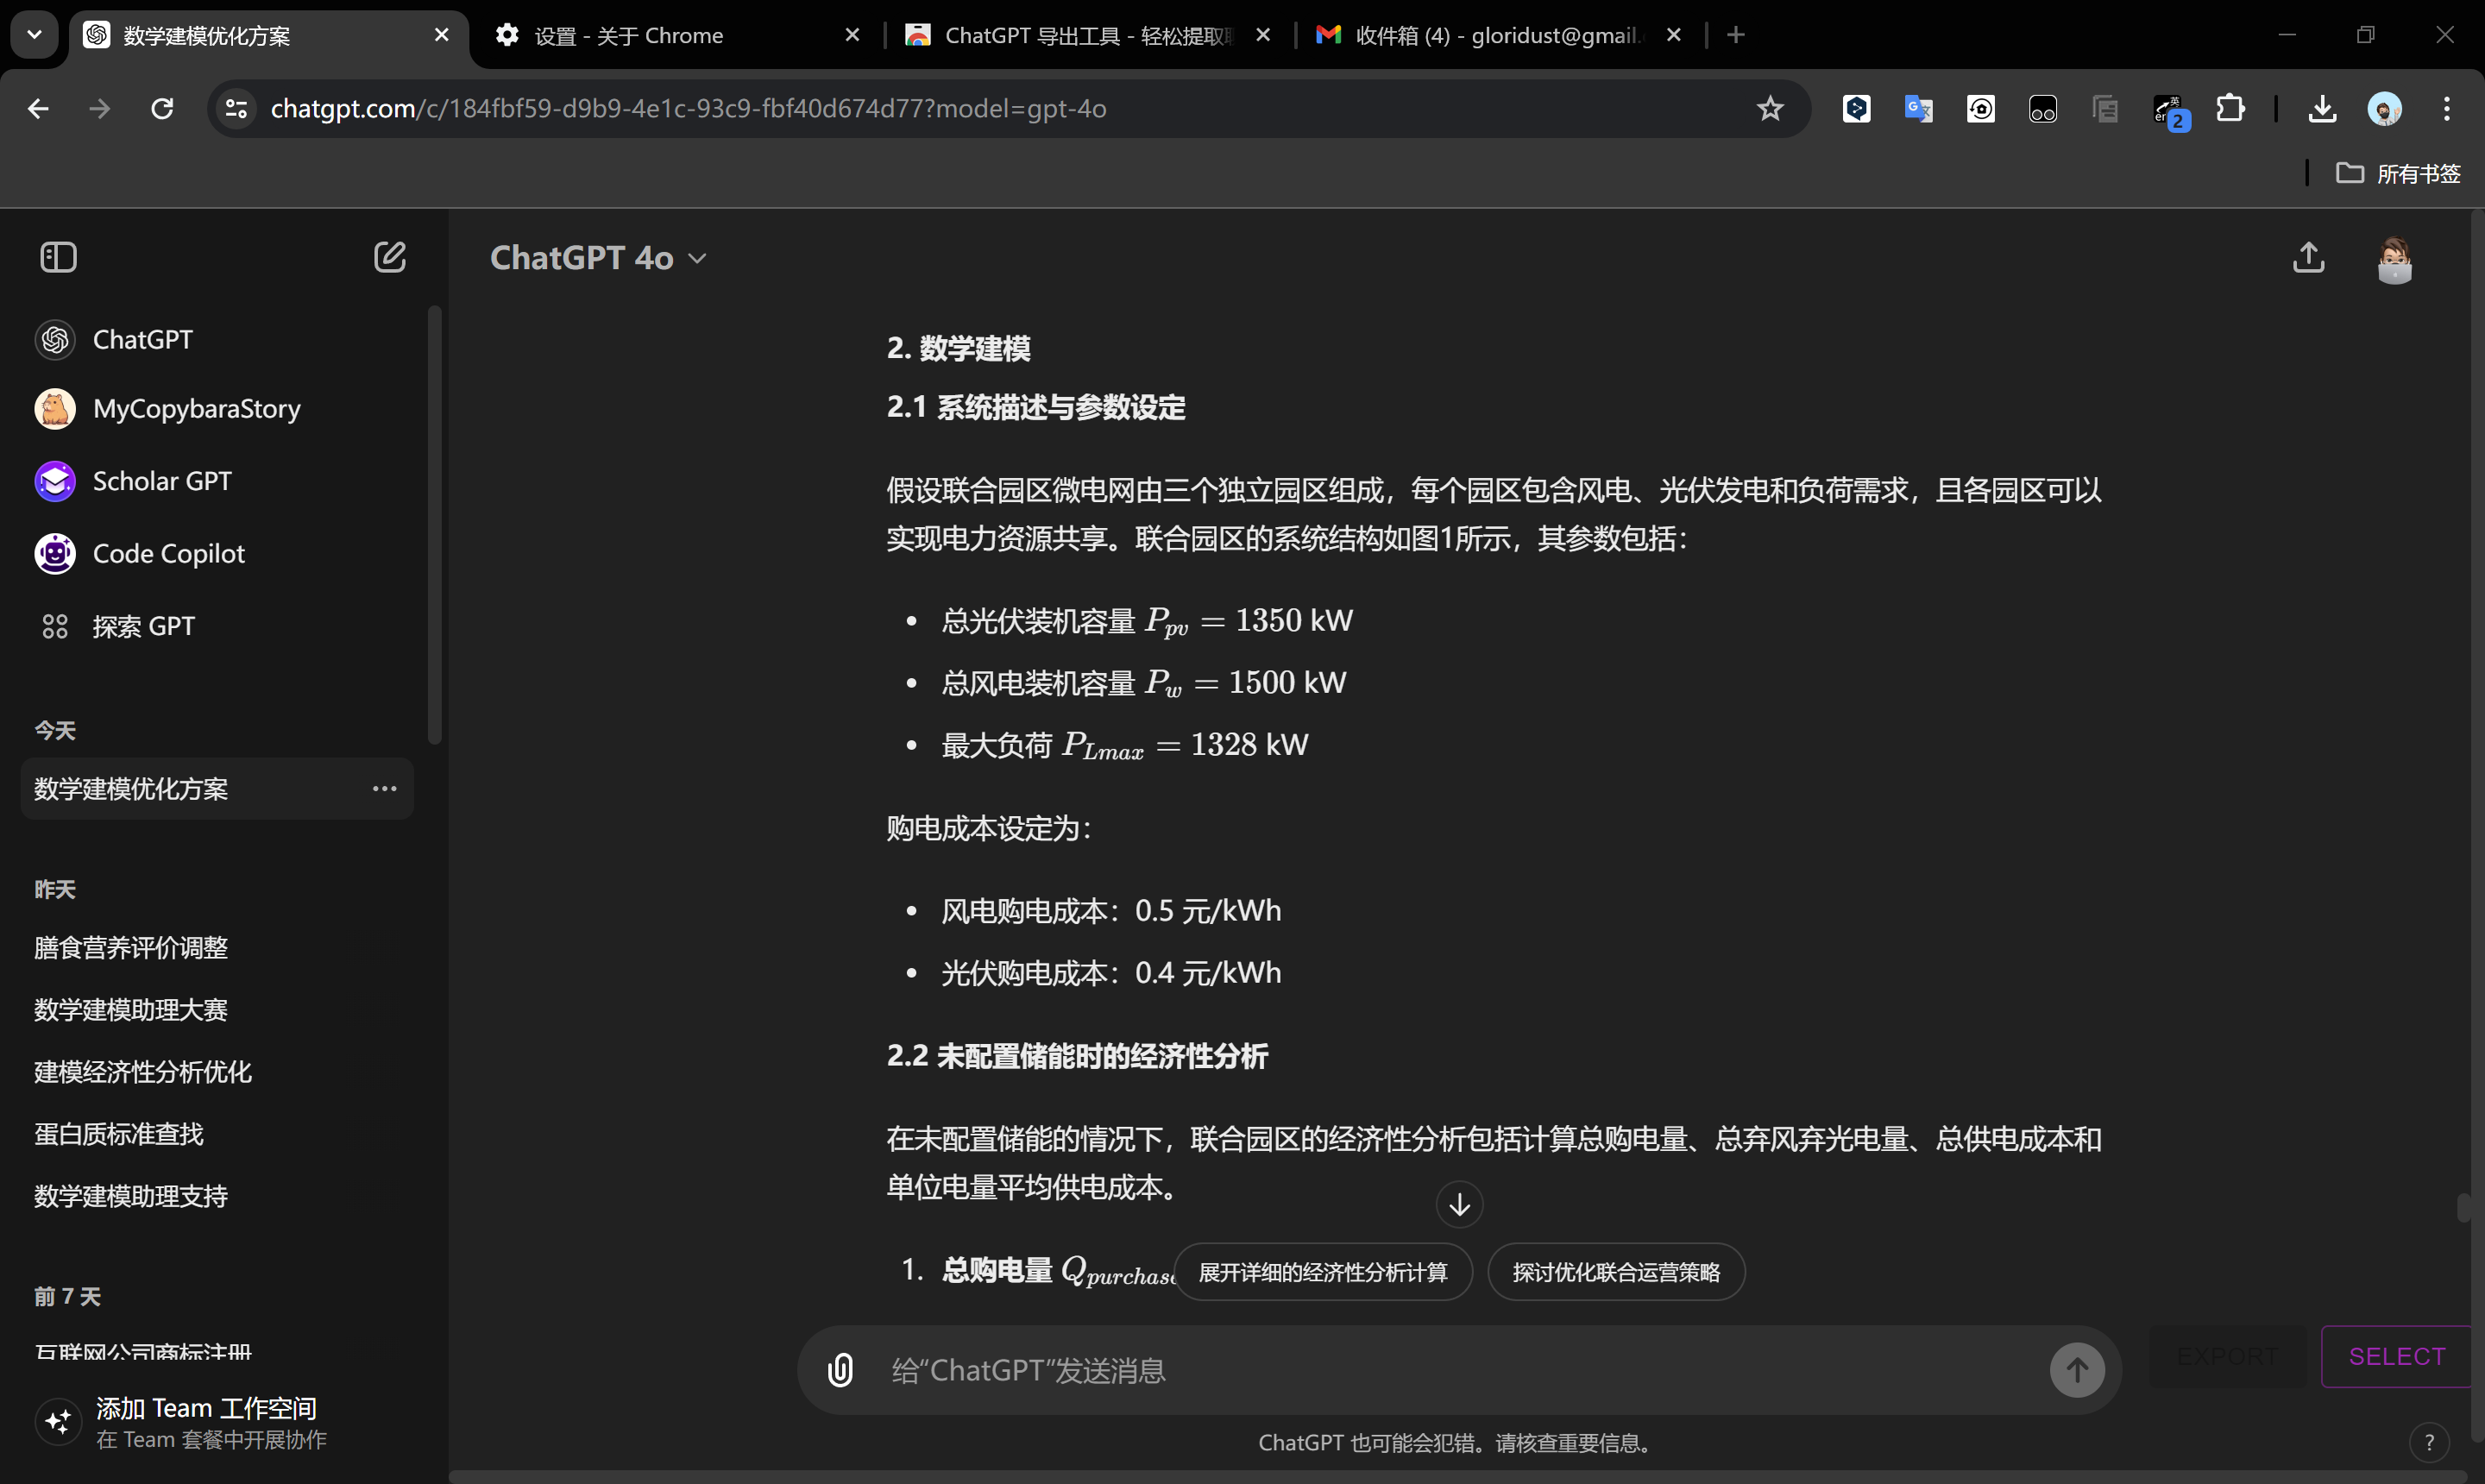 数学建模优化方案
设置 - 关于 Chrome
ChatGPT 导出工具 - 轻松提取
收件箱 (4) - gloridust@gmail.
chatgpt.com/c/184fbf59-d9b9-4e1c-93c9-fbf40d674d77?model=gpt-4o
英
er
2
所有书签
ChatGPT
MyCopybaraStory
Scholar GPT
Code Copilot
探索 GPT
今天
数学建模优化方案
昨天
膳食营养评价调整
数学建模助理大赛
建模经济性分析优化
蛋白质标准查找
数学建模助理支持
前 7 天
互联网公司商标注册
添加 Team 工作空间
在 Team 套餐中开展协作
ChatGPT 4o
2. 数学建模
2.1 系统描述与参数设定
假设联合园区微电网由三个独立园区组成，每个园区包含风电、光伏发电和负荷需求，且各园区可以
实现电力资源共享。联合园区的系统结构如图1所示，其参数包括：
• 总光伏装机容量 P_{pv} = 1350 kW
• 总风电装机容量 P_w = 1500 kW
• 最大负荷 P_{Lmax} = 1328 kW
购电成本设定为：
• 风电购电成本：0.5 元/kWh
• 光伏购电成本：0.4 元/kWh
2.2 未配置储能时的经济性分析
在未配置储能的情况下，联合园区的经济性分析包括计算总购电量、总弃风弃光电量、总供电成本和
单位电量平均供电成本。
1. 总购电量 Q_{purchase}
展开详细的经济性分析计算
探讨优化联合运营策略
给“ChatGPT”发送消息
EXPORT
SELECT
ChatGPT 也可能会犯错。请核查重要信息。
?